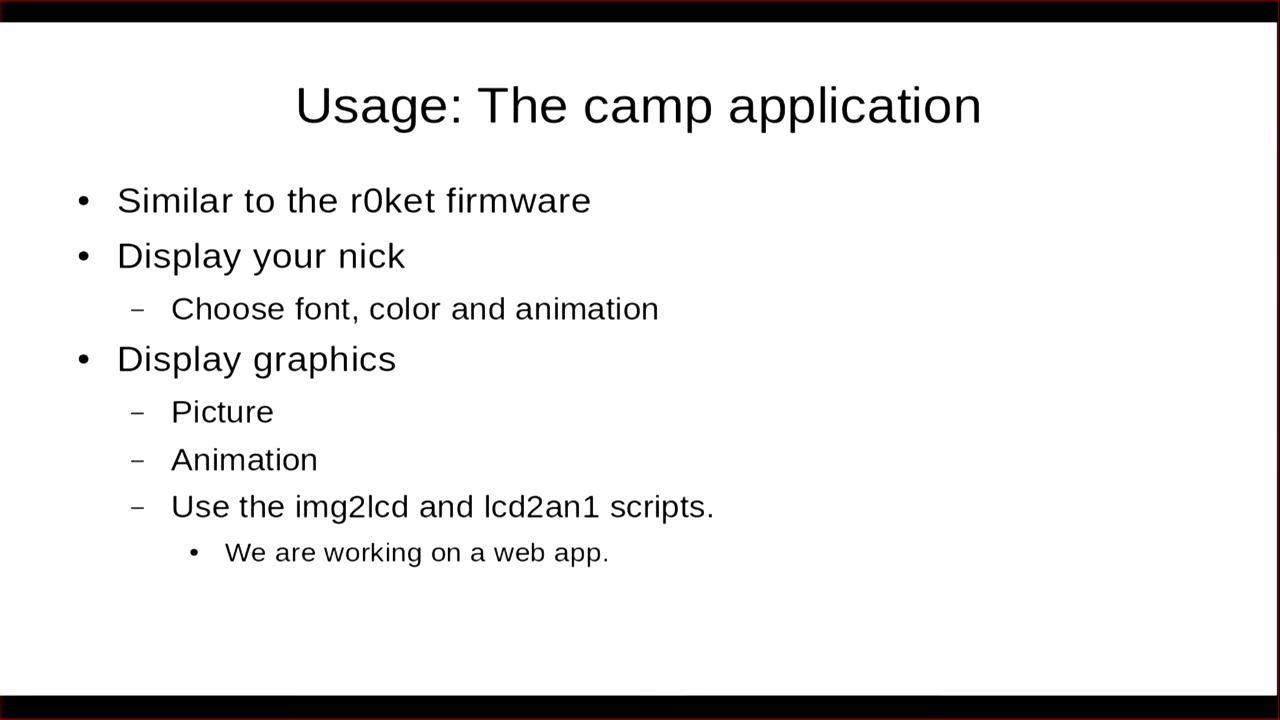 Usage: The camp application
• Similar to the r0ket firmware
• Display your nick
– Choose font, color and animation
• Display graphics
– Picture
– Animation
– Use the img2lcd and lcd2an1 scripts.
• We are working on a web app.